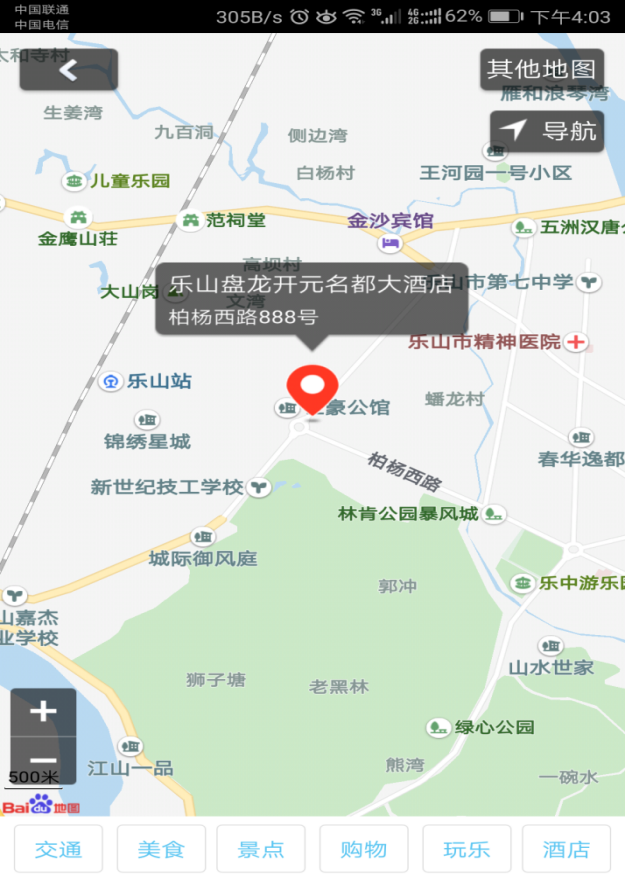 中国联通
中国电信
305B/s 3G 4G 2G 62% 下午4:03
太和寺村
其他地图
雁和浪琴湾
生姜湾
九百洞
侧边湾
导航
白杨村
王河园一号小区
儿童乐园
范祠堂
金沙宾馆
五洲汉唐
金鹰山庄
高坝村
乐山盘龙开元名都大酒店
乐山市第七中学
大山岗
文湾
柏杨西路888号
乐山市精神医院
乐山站
豪公馆
蟠龙村
锦绣星城
柏杨西路
春华逸都
新世纪技工学校
林肯公园暴风城
城际御风庭
郭冲
乐中游乐园
山嘉杰
业学校
山水世家
狮子塘
老黑林
绿心公园
熊湾
江山一品
一碗水
500米
Bai du 地图
交通 美食 景点 购物 玩乐 酒店